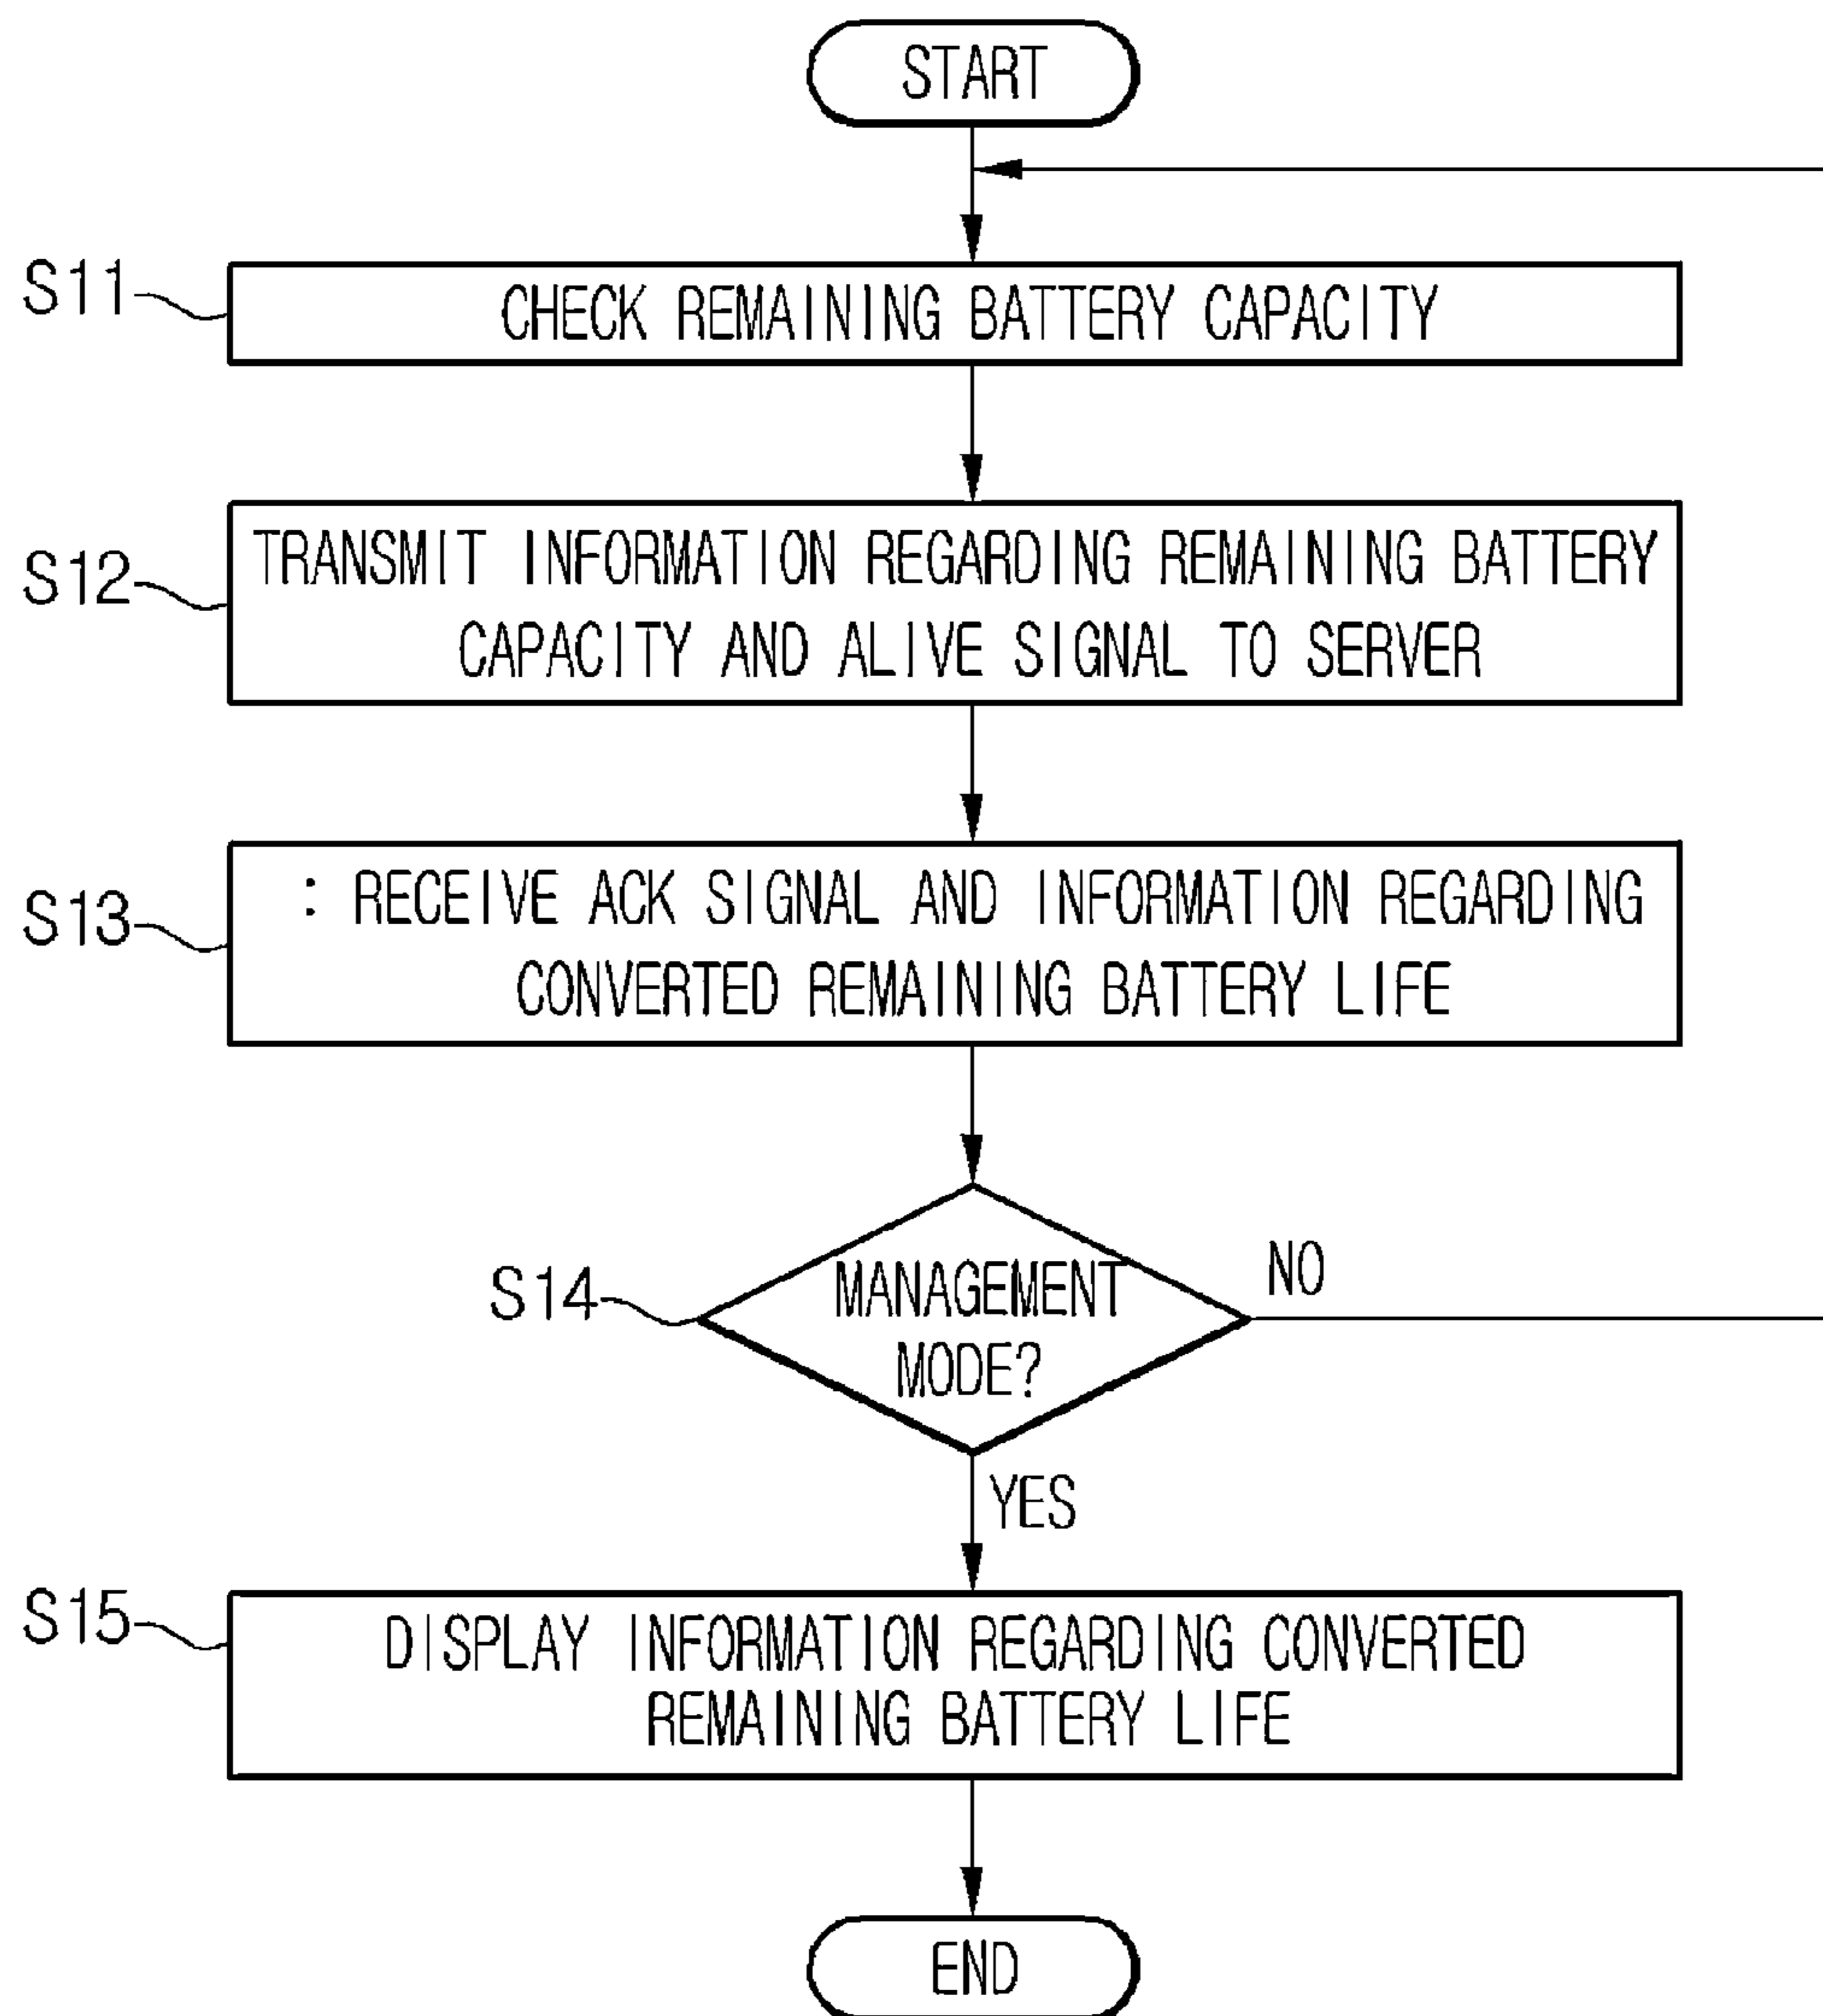 START
S11
CHECK REMAINING BATTERY CAPACITY
S12
TRANSMIT INFORMATION REGARDING REMAINING BATTERY
CAPACITY AND ALIVE SIGNAL TO SERVER
S13
: RECEIVE ACK SIGNAL AND INFORMATION REGARDING
CONVERTED REMAINING BATTERY LIFE
S14
MANAGEMENT
MODE?
NO
YES
S15
DISPLAY INFORMATION REGARDING CONVERTED
REMAINING BATTERY LIFE
END